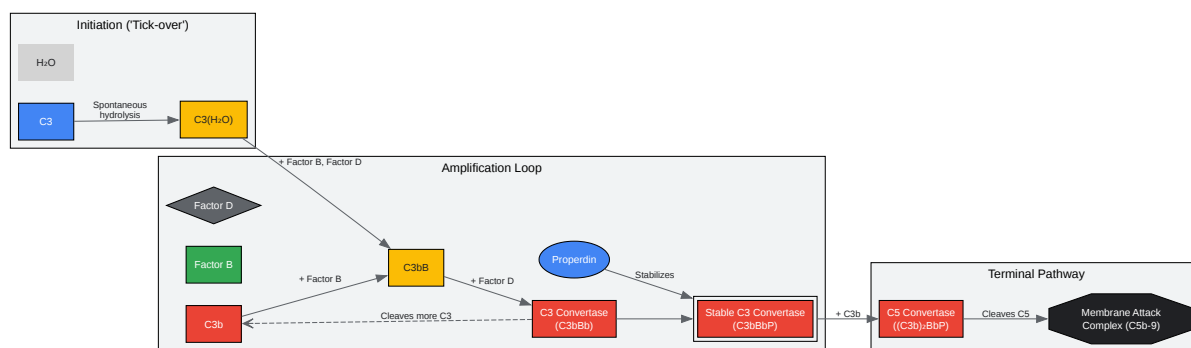 Initiation ('Tick-over')
H₂O
Spontaneous
hydrolysis
C3
C3(H₂O)
+ Factor B, Factor D
Amplification Loop
Factor D
Factor B
+ Factor B
C3b
C3bB
+ Factor D
Cleaves more C3
Properdin
Stabilizes
C3 Convertase
(C3bBb)
Stable C3 Convertase
(C3bBbP)
+ C3b
Terminal Pathway
C5 Convertase
((C3b)₂BbP)
Cleaves C5
Membrane Attack
Complex (C5b-9)